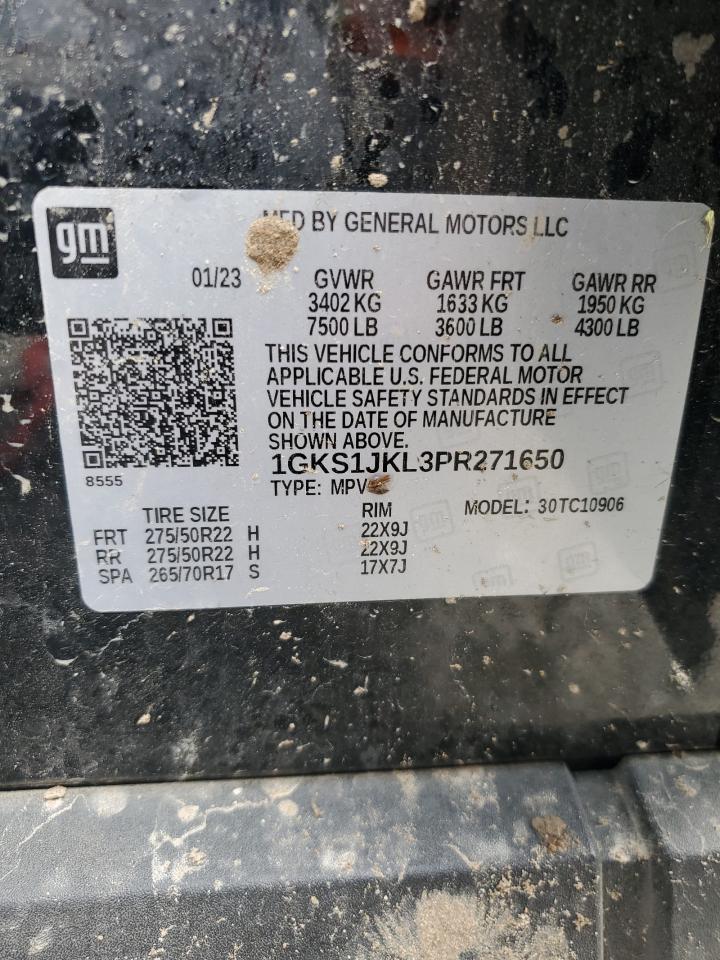 gm
MFD BY GENERAL MOTORS LLC
01/23 GVWR GAWR FRT GAWR RR
3402 KG 1633 KG 1950 KG
7500 LB 3600 LB 4300 LB
THIS VEHICLE CONFORMS TO ALL
APPLICABLE U.S. FEDERAL MOTOR
VEHICLE SAFETY STANDARDS IN EFFECT
ON THE DATE OF MANUFACTURE
SHOWN ABOVE.
8555
1GKS1JKL3PR271650
TYPE: MPV
MODEL: 30TC10906
TIRE SIZE RIM
FRT 275/50R22 H 22X9J
RR 275/50R22 H 22X9J
SPA 265/70R17 S 17X7J